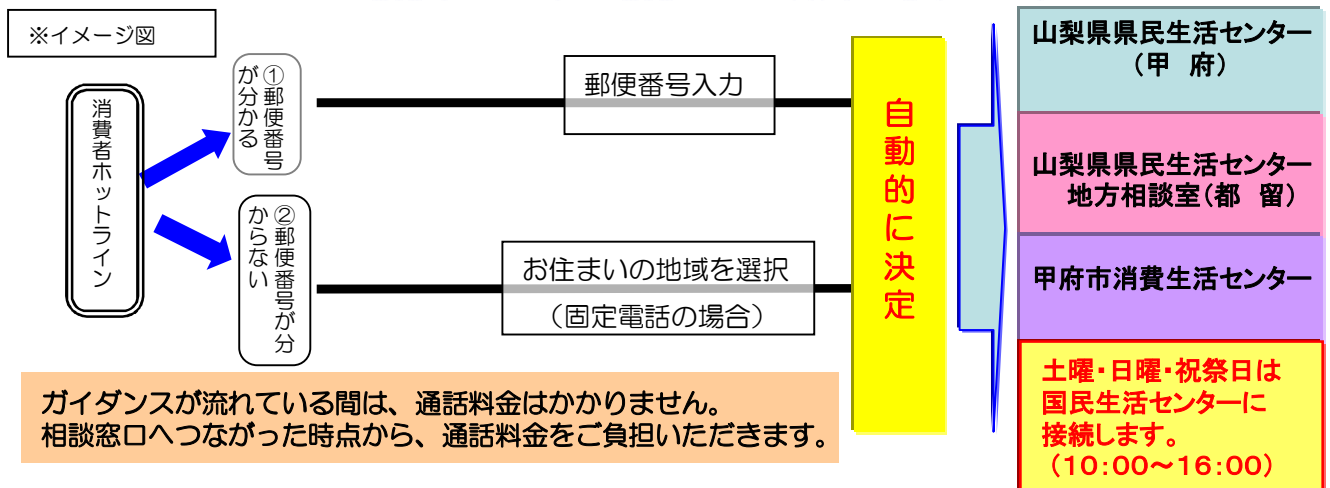 ※イメージ図
消費者ホットライン
①郵便番号
が分かる
②郵便番号が分
からない
郵便番号入力
お住まいの地域を選択
（固定電話の場合）
自動的に決定
山梨県県民生活センター
（甲　府）
山梨県県民生活センター
地方相談室（都　留）
甲府市消費生活センター
土曜・日曜・祝祭日は
国民生活センターに
接続します。
（１０：００～１６：００）
ガイダンスが流れている間は、通話料金はかかりません。
相談窓口へつながった時点から、通話料金をご負担いただきます。